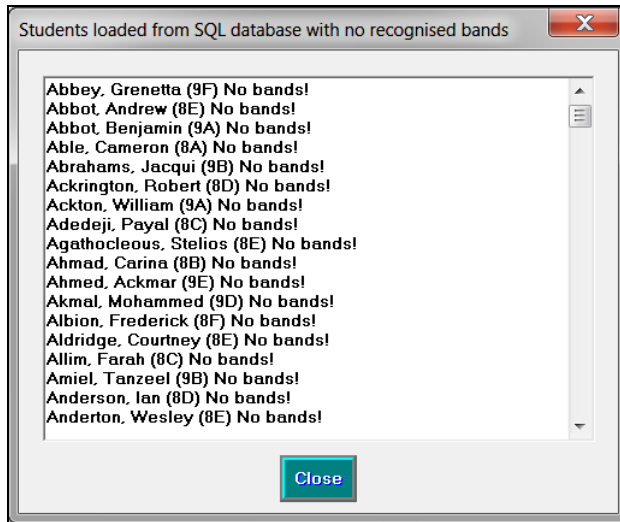 Students loaded from SQL database with no recognised bands
Abbey, Grenetta (9F) No bands!
Abbot, Andrew (8E) No bands!
Abbot, Benjamin (9A) No bands!
Able, Cameron (8A) No bands!
Abrahams, Jacqui (9B) No bands!
Ackrington, Robert (8D) No bands!
Ackton, William (9A) No bands!
Adedeji, Payal (8C) No bands!
Agathocleous, Stelios (8E) No bands!
Ahmad, Carina (8B) No bands!
Ahmed, Ackmar (9E) No bands!
Akmal, Mohammed (9D) No bands!
Albion, Frederick (8F) No bands!
Aldridge, Courtney (8E) No bands!
Allim, Farah (8C) No bands!
Amiel, Tanzeel (9B) No bands!
Anderson, Ian (8D) No bands!
Anderton, Wesley (8E) No bands!
Close